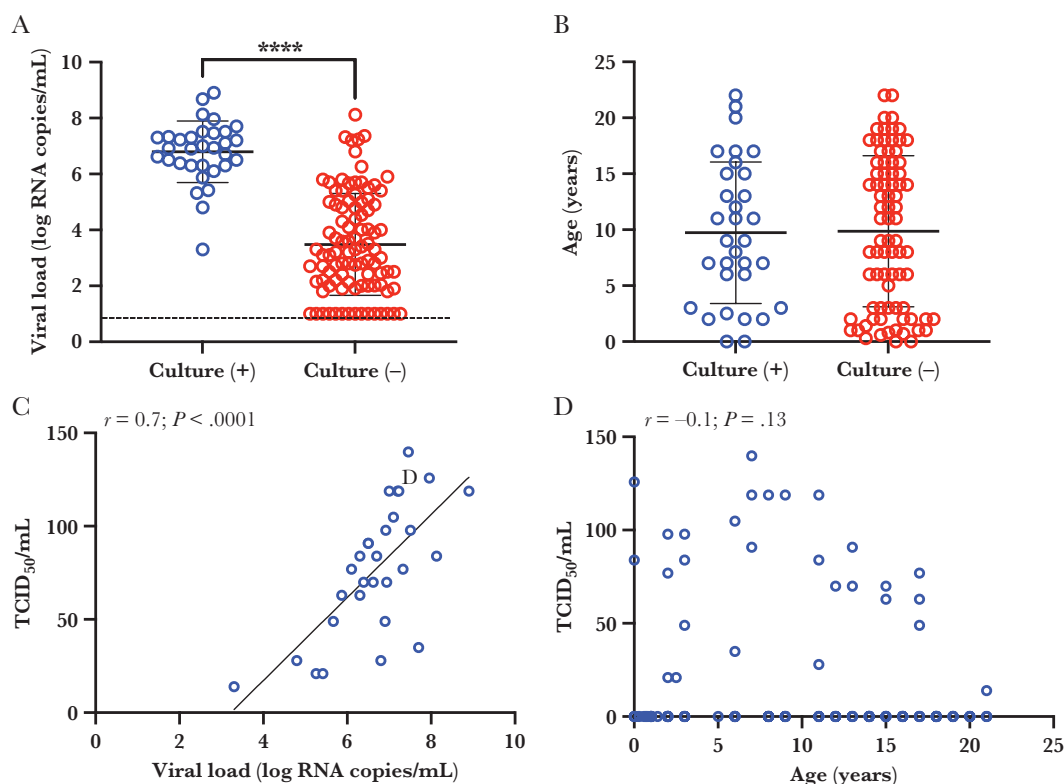 A
****
Viral load (log RNA copies/mL)
10
8
6
4
2
0
Culture (+)
Culture (–)
B
Age (years)
25
20
15
10
5
0
Culture (+)
Culture (–)
C
r = 0.7; P < .0001
TCID50/mL
150
100
50
0
D
0
2
4
6
8
10
Viral load (log RNA copies/mL)
D
r = –0.1; P = .13
TCID50/mL
150
100
50
0
0
5
10
15
20
25
Age (years)